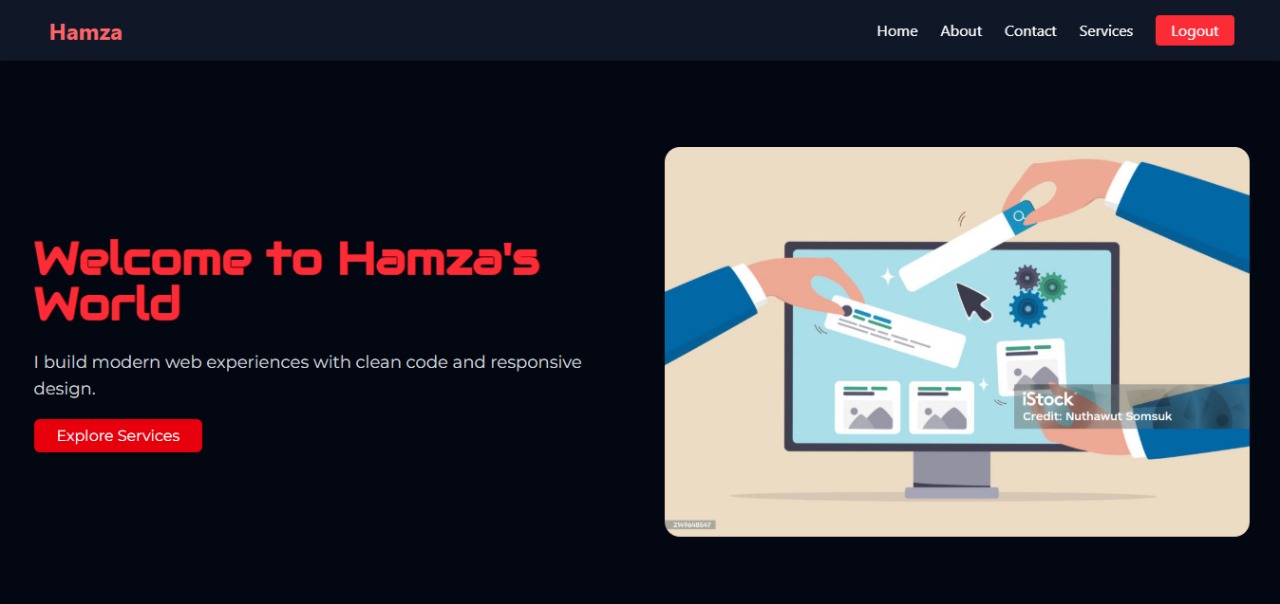 Hamza
Home About Contact Services Logout
Welcome to Hamza's
World
I build modern web experiences with clean code and responsive
design.
Explore Services
iStock
Credit: Nuthawut Somsuk
2149648547